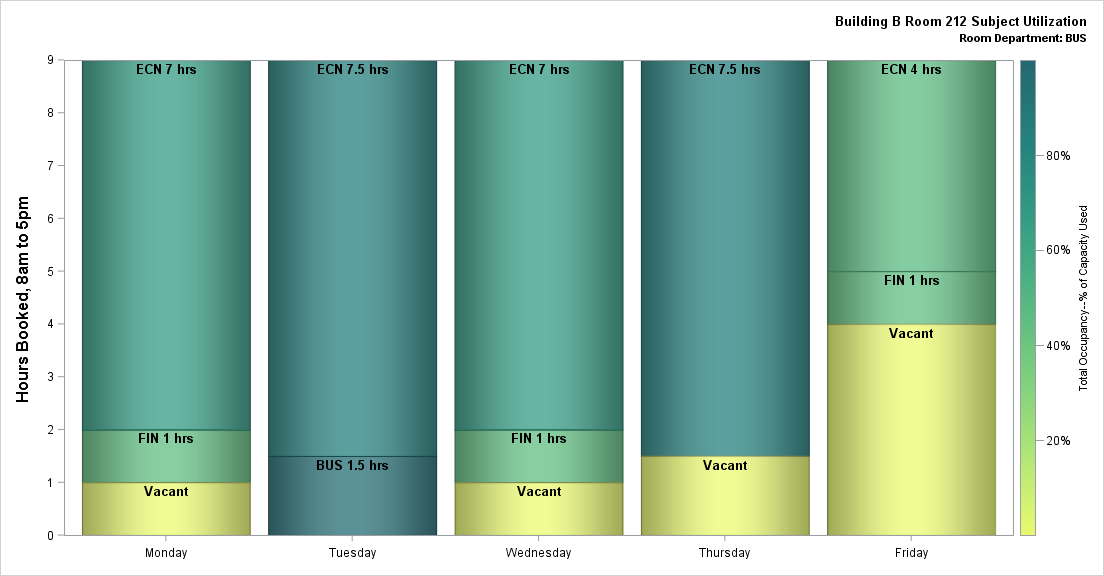 Building B Room 212 Subject Utilization
Room Department: BUS
Hours Booked, 8am to 5pm
9
8
7
6
5
4
3
2
1
0
ECN 7 hrs
FIN 1 hrs
Vacant
ECN 7.5 hrs
BUS 1.5 hrs
ECN 7 hrs
FIN 1 hrs
Vacant
ECN 7.5 hrs
Vacant
ECN 4 hrs
FIN 1 hrs
Vacant
Monday
Tuesday
Wednesday
Thursday
Friday
80%
60%
40%
20%
Total Occupancy--% of Capacity Used